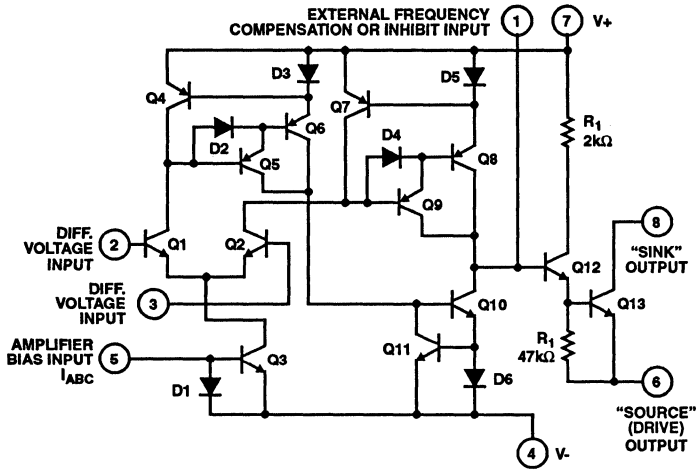 EXTERNAL FREQUENCY
COMPENSATION OR INHIBIT INPUT
1
7
V+
D3
D5
Q4
Q7
Q6
D4
R1
2kΩ
D2
Q5
Q8
Q9
8
"SINK"
OUTPUT
DIFF.
VOLTAGE
INPUT
2
Q1
Q2
Q12
DIFF.
VOLTAGE
INPUT
3
Q10
Q13
AMPLIFIER
BIAS INPUT
IABC
5
Q3
Q11
R1
47kΩ
D1
D6
6
"SOURCE"
(DRIVE)
OUTPUT
4
V-